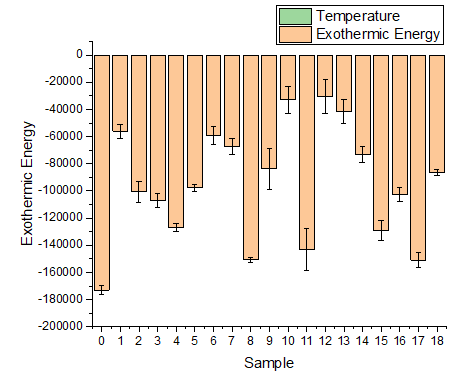 Temperature
Exothermic Energy
0
-20000
-40000
-60000
-80000
-100000
-120000
-140000
-160000
-180000
-200000
Exothermic Energy
0 1 2 3 4 5 6 7 8 9 10 11 12 13 14 15 16 17 18
Sample